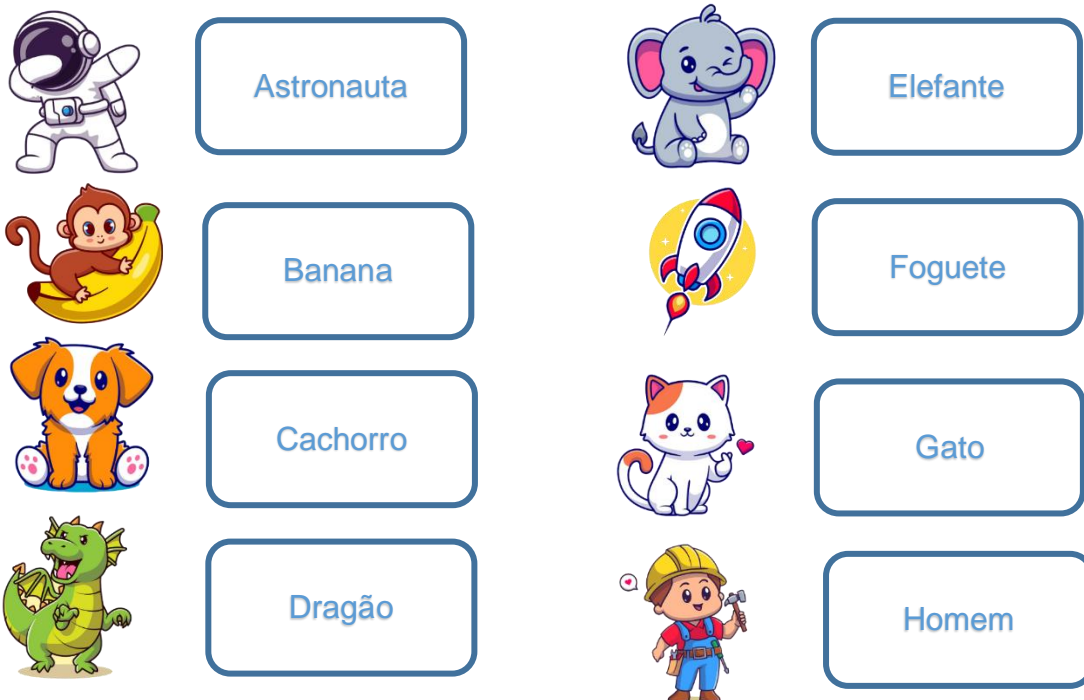 Astronauta
Banana
Cachorro
Dragão
Elefante
Foguete
Gato
Homem